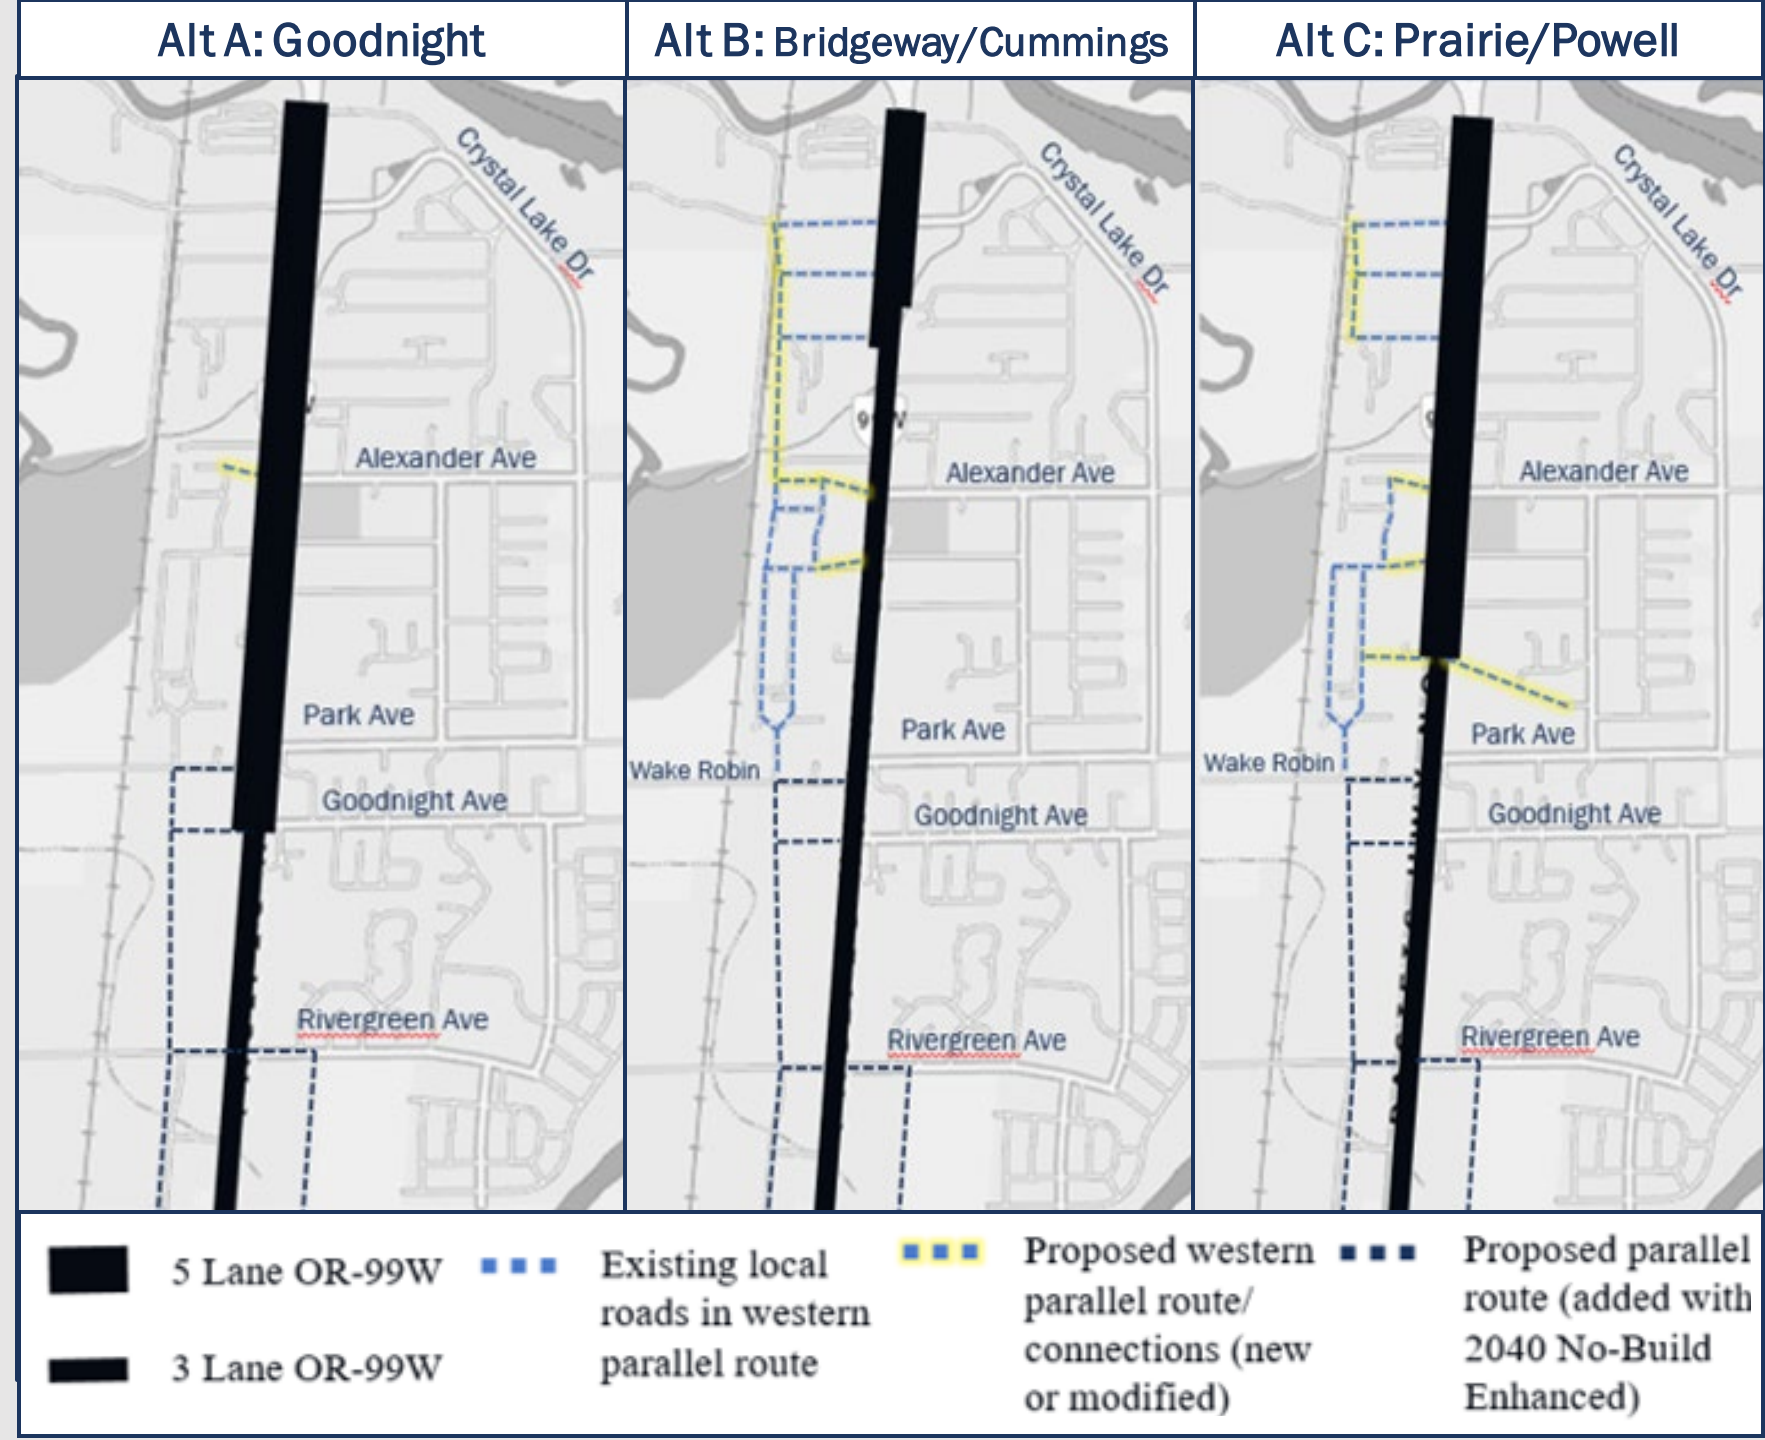 Alt A: Goodnight
Alt B: Bridgeway/Cummings
Alt C: Prairie/Powell
Crystal Lake Dr
Alexander Ave
Park Ave
Goodnight Ave
Rivergreen Ave
Crystal Lake Dr
9
Alexander Ave
Park Ave
Wake Robin
Goodnight Ave
Rivergreen Ave
Crystal Lake Dr
Alexander Ave
Park Ave
Wake Robin
Goodnight Ave
Rivergreen Ave
5 Lane OR-99W
3 Lane OR-99W
Existing local
roads in western
parallel route
Proposed western
parallel route/
connections (new
or modified)
Proposed parallel
route (added with
2040 No-Build
Enhanced)